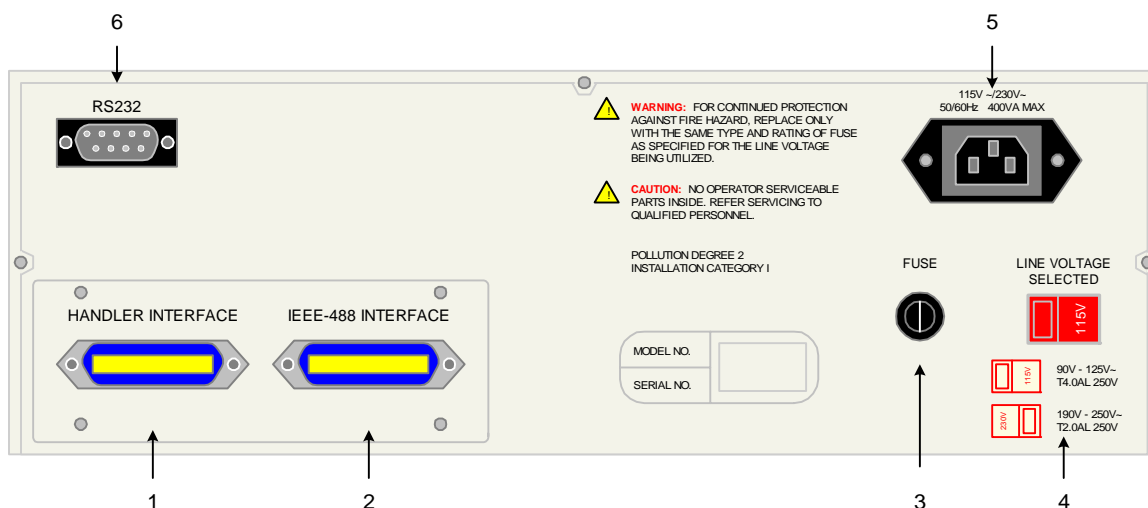 6
5
RS232
WARNING: FOR CONTINUED PROTECTION
AGAINST FIRE HAZARD, REPLACE ONLY
WITH THE SAME TYPE AND RATING OF FUSE
AS SPECIFIED FOR THE LINE VOLTAGE
BEING UTILIZED.
CAUTION: NO OPERATOR SERVICEABLE
PARTS INSIDE. REFER SERVICING TO
QUALIFIED PERSONNEL.
POLLUTION DEGREE 2
INSTALLATION CATEGORY I
115V ~/230V~
50/60Hz 400VA MAX
FUSE
LINE VOLTAGE
SELECTED
115V
HANDLER INTERFACE
IEEE-488 INTERFACE
MODEL NO.
SERIAL NO.
115V
90V - 125V~
T4.0AL 250V
230V
190V - 250V~
T2.0AL 250V
1
2
3
4